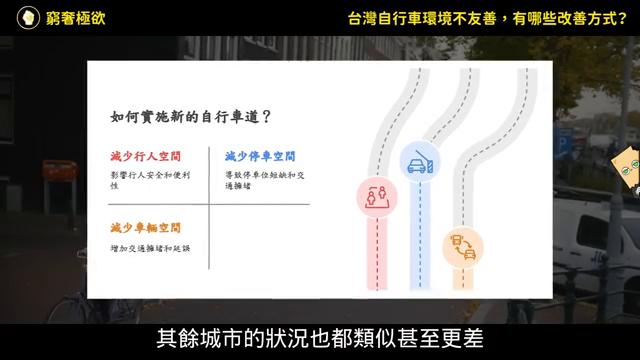 窮奢極欲
台灣自行車環境不友善，有哪些改善方式？
如何實施新的自行車道？
減少行人空間
影響行人安全和便利
性
減少停車空間
導致停車位短缺和交
通擁堵
減少車輛空間
增加交通擁堵和延誤
其餘城市的狀況也都類似甚至更差